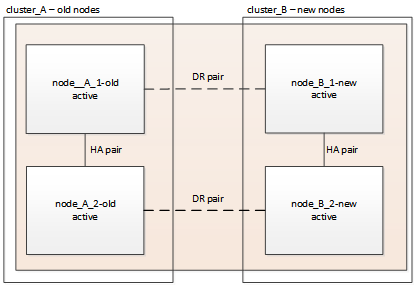 cluster_A – old nodes
cluster_B – new nodes
node__A_1-old
active
DR pair
node_B_1-new
active
HA pair
HA pair
node_A_2-old
active
DR pair
node_B_2-new
active